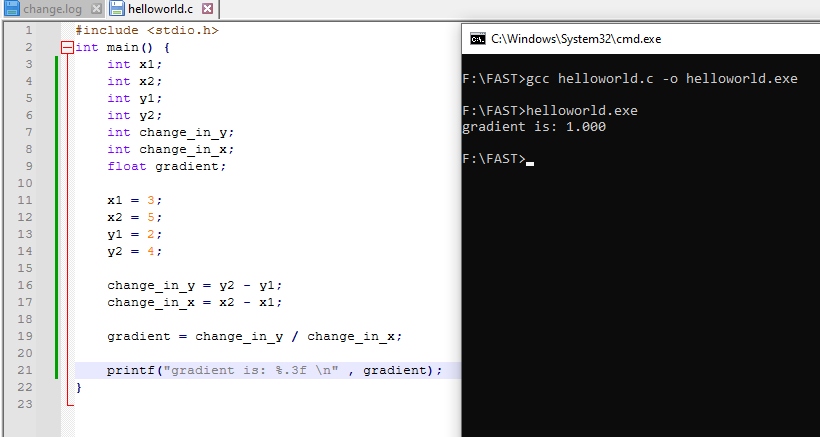 change.log helloworld.c
1 #include <stdio.h>
2 int main() {
3 int x1;
4 int x2;
5 int y1;
6 int y2;
7 int change_in_y;
8 int change_in_x;
9 float gradient;
10
11 x1 = 3;
12 x2 = 5;
13 y1 = 2;
14 y2 = 4;
15
16 change_in_y = y2 - y1;
17 change_in_x = x2 - x1;
18
19 gradient = change_in_y / change_in_x;
20
21 printf("gradient is: %.3f \n" , gradient);
22 }
23
C:\Windows\System32\cmd.exe
F:\FAST>gcc helloworld.c -o helloworld.exe
F:\FAST>helloworld.exe
gradient is: 1.000
F:\FAST>